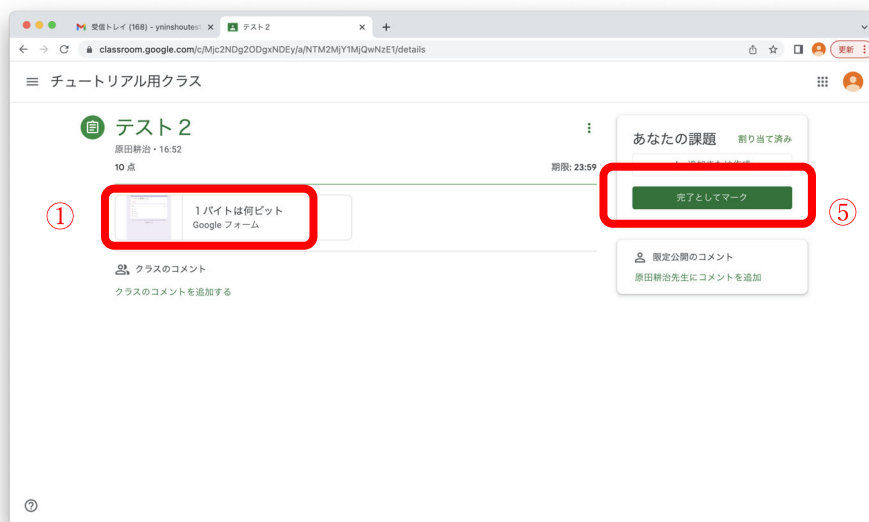 受信トレイ (168) - yninshoutes
テスト2
classroom.google.com/c/Mjc2NDg2ODgxNDEy/a/NTM2MjY1MjQwNzE1/details
更新
チュートリアル用クラス
テスト２
原田耕治・16:52
10 点
期限: 23:59
①
１バイトは何ビット
Google フォーム
クラスのコメント
クラスのコメントを追加する
あなたの課題
割り当て済み
完了としてマーク
⑤
限定公開のコメント
原田耕治先生にコメントを追加